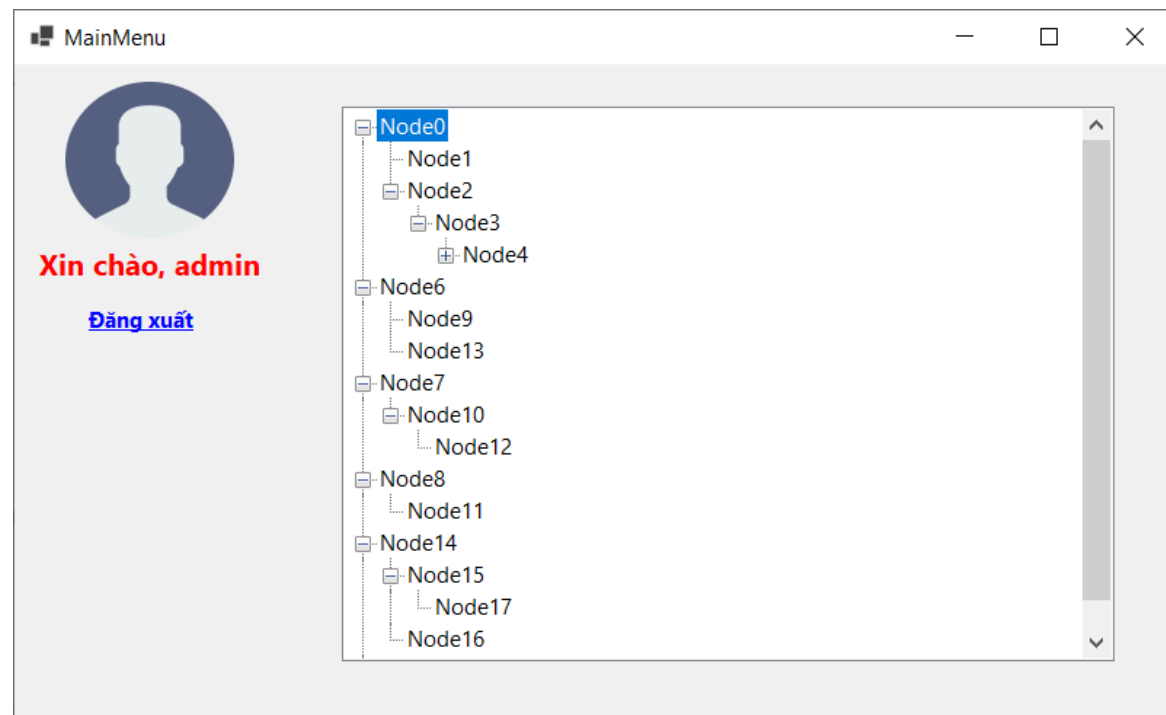 MainMenu
Xin chào, admin
Đăng xuất
Node0
Node1
Node2
Node3
Node4
Node6
Node9
Node13
Node7
Node10
Node12
Node8
Node11
Node14
Node15
Node17
Node16